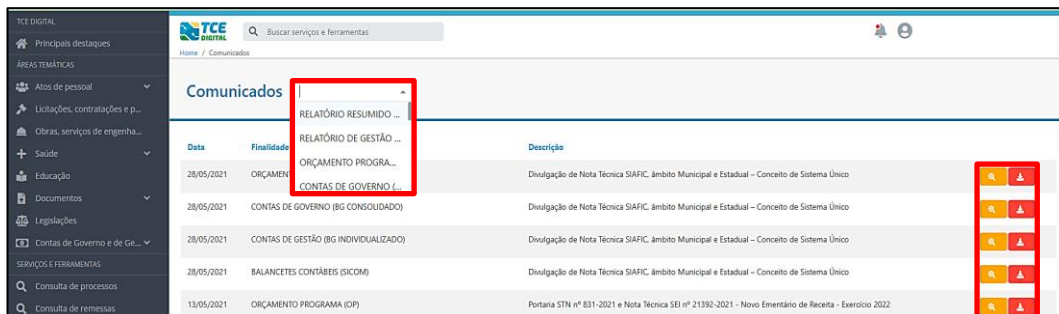 TCE DIGITAL
Principais destaques
ÁREAS TEMÁTICAS
Atos de pessoal
Licitações, contratações e p...
Obras, serviços de engenha...
Saúde
Educação
Documentos
Legislações
Contas de Governo e de Ge...
SERVIÇOS E FERRAMENTAS
Consulta de processos
Consulta de remessas
TCE DIGITAL
Buscar serviços e ferramentas
Home / Comunicados
Comunicados
RELATÓRIO RESUMIDO ...
RELATÓRIO DE GESTÃO ...
ORÇAMENTO PROGRA...
CONTAS DE GOVERNO (...
Data Finalidade Descrição
28/05/2021 ORÇAMENT Divulgação de Nota Técnica SIAFIC, âmbito Municipal e Estadual – Conceito de Sistema Único
28/05/2021 CONTAS DE GOVERNO (BG CONSOLIDADO) Divulgação de Nota Técnica SIAFIC, âmbito Municipal e Estadual – Conceito de Sistema Único
28/05/2021 CONTAS DE GESTÃO (BG INDIVIDUALIZADO) Divulgação de Nota Técnica SIAFIC, âmbito Municipal e Estadual – Conceito de Sistema Único
28/05/2021 BALANCETES CONTÁBEIS (SICOM) Divulgação de Nota Técnica SIAFIC, âmbito Municipal e Estadual – Conceito de Sistema Único
13/05/2021 ORÇAMENTO PROGRAMA (OP) Portaria STN nº 831-2021 e Nota Técnica SEI nº 21392-2021 - Novo Ementário de Receita - Exercício 2022